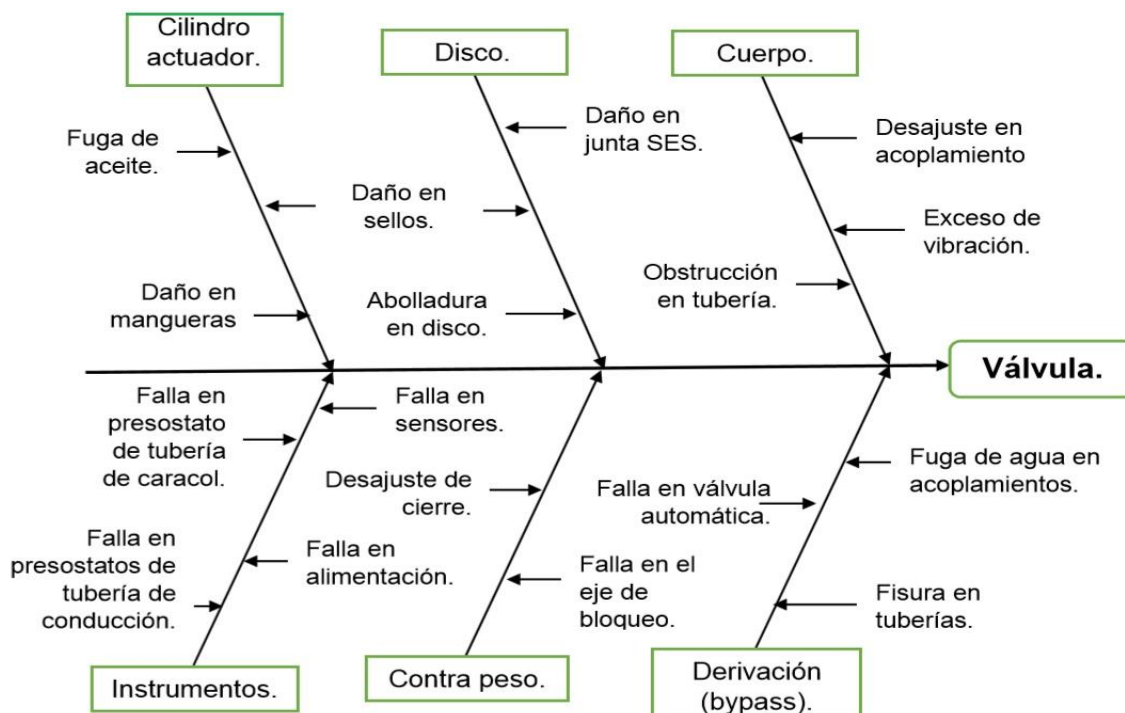 Cilindro
actuador.
Disco.
Cuerpo.
Fuga de
aceite.
Daño en
mangueras
Daño en
sellos.
Daño en
junta SES.
Abolladura
en disco.
Desajuste en
acoplamiento
Exceso de
vibración.
Obstrucción
en tubería.
Válvula.
Falla en
presostato
de tubería
de caracol.
Falla en
sensores.
Falla en
presostatos de
tubería de
conducción.
Falla en
alimentación.
Desajuste de
cierre.
Falla en el
eje de
bloqueo.
Falla en válvula
automática.
Fuga de agua en
acoplamientos.
Fisura en
tuberías.
Instrumentos.
Contra peso.
Derivación
(bypass).